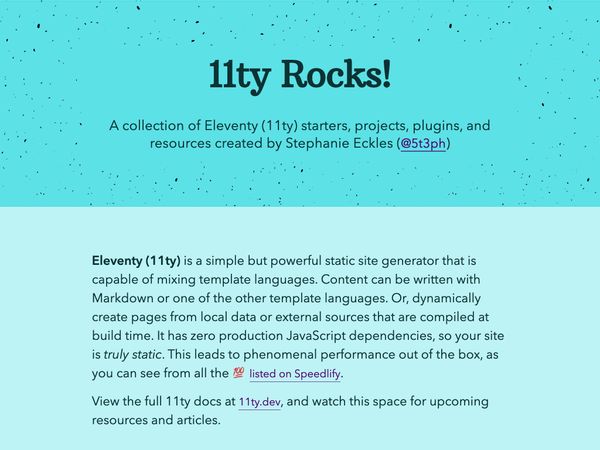 11ty Rocks!
A collection of Eleventy (11ty) starters, projects, plugins, and
resources created by Stephanie Eckles (@5t3ph)
Eleventy (11ty) is a simple but powerful static site generator that is
capable of mixing template languages. Content can be written with
Markdown or one of the other template languages. Or, dynamically
create pages from local data or external sources that are compiled at
build time. It has zero production JavaScript dependencies, so your site
is truly static. This leads to phenomenal performance out of the box, as
you can see from all the 💯 listed on Speedlify.
View the full 11ty docs at 11ty.dev, and watch this space for upcoming
resources and articles.